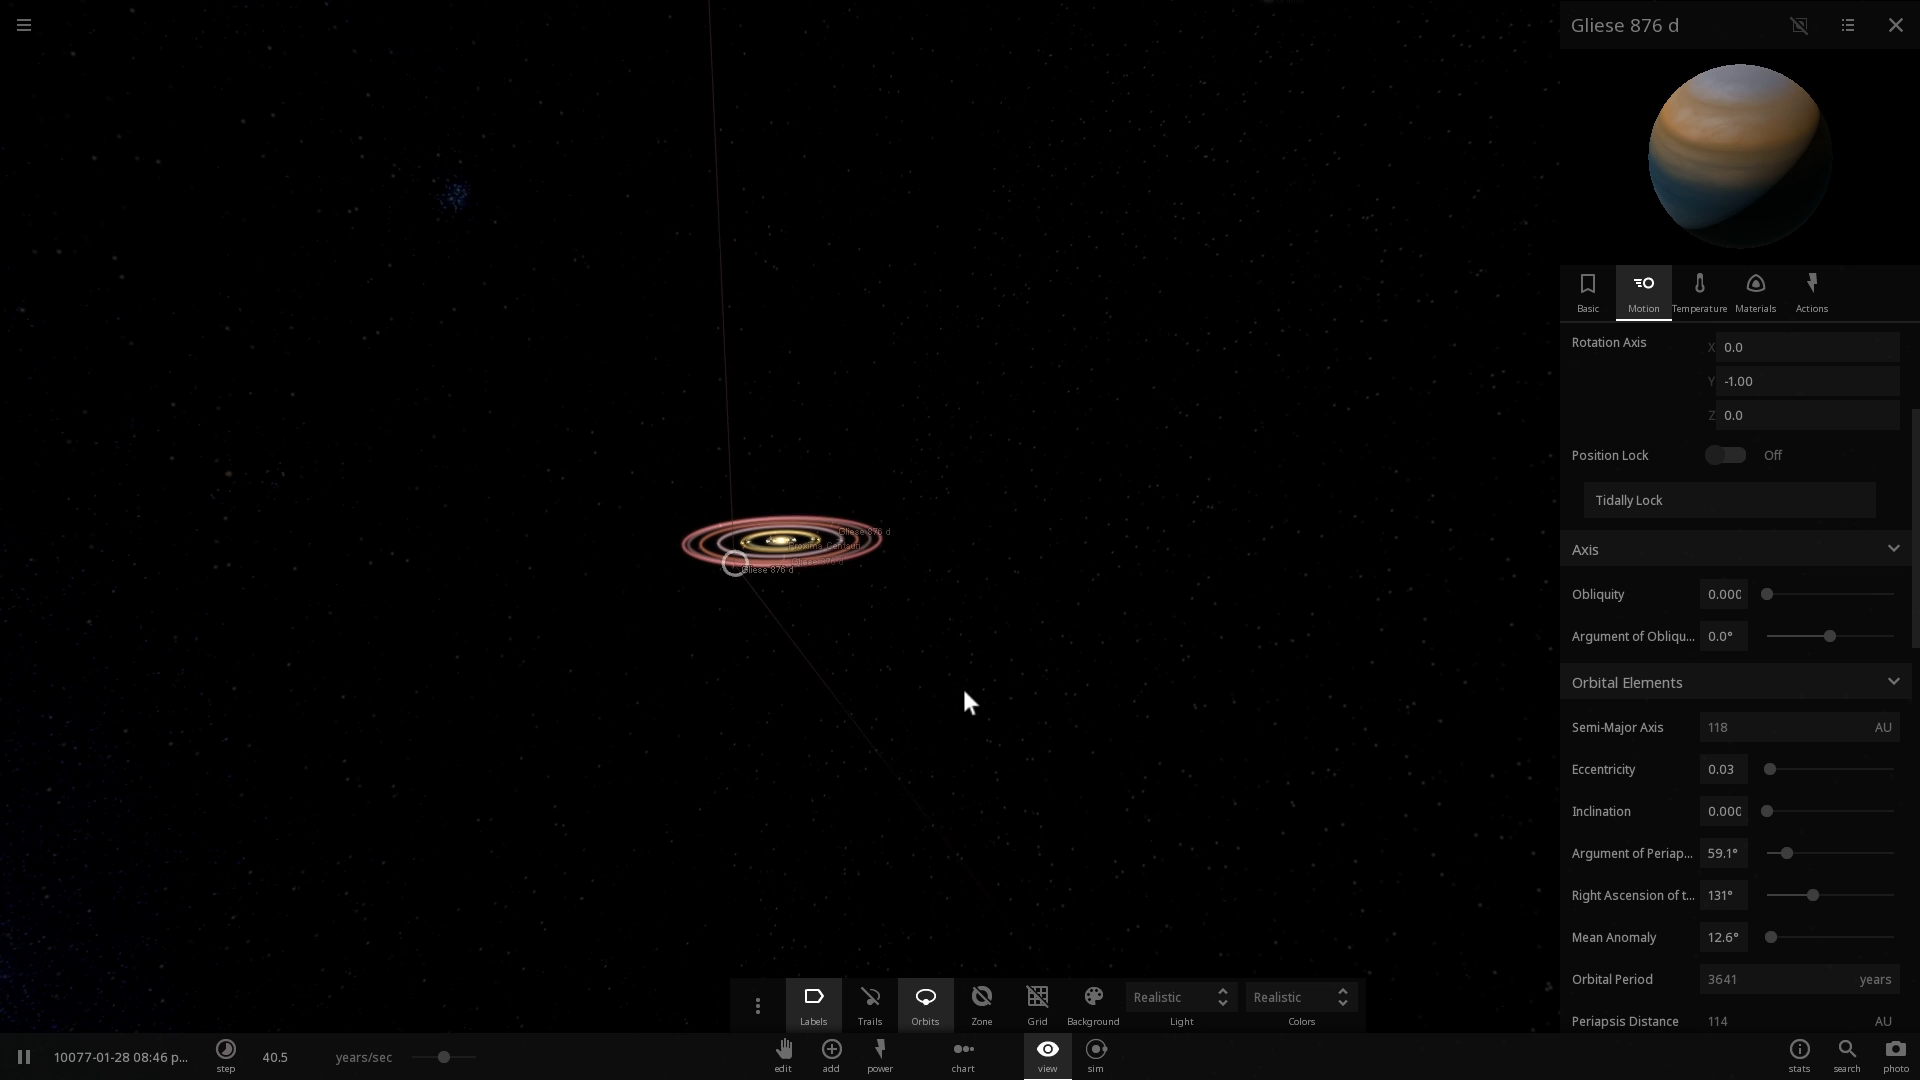 Gliese 876 d
Basic
Motion
Temperature
Materials
Actions
Rotation Axis
X 0.0
Y -1.00
Z 0.0
Position Lock Off
Tidally Lock
Axis
Obliquity 0.000
Argument of Obliqu... 0.0°
Orbital Elements
Semi-Major Axis 118 AU
Eccentricity 0.03
Inclination 0.000
Argument of Periap... 59.1°
Right Ascension of t... 131°
Mean Anomaly 12.6°
Orbital Period 3641 years
Periapsis Distance 114 AU
Gliese 876 d
Proxima Centauri
Gliese 876 d
Gliese 876 d
Realistic
Realistic
Labels
Trails
Orbits
Zone
Grid
Background
Light
Colors
10077-01-28 08:46 p...
step
40.5
years/sec
edit
add
power
chart
view
sim
stats
search
photo